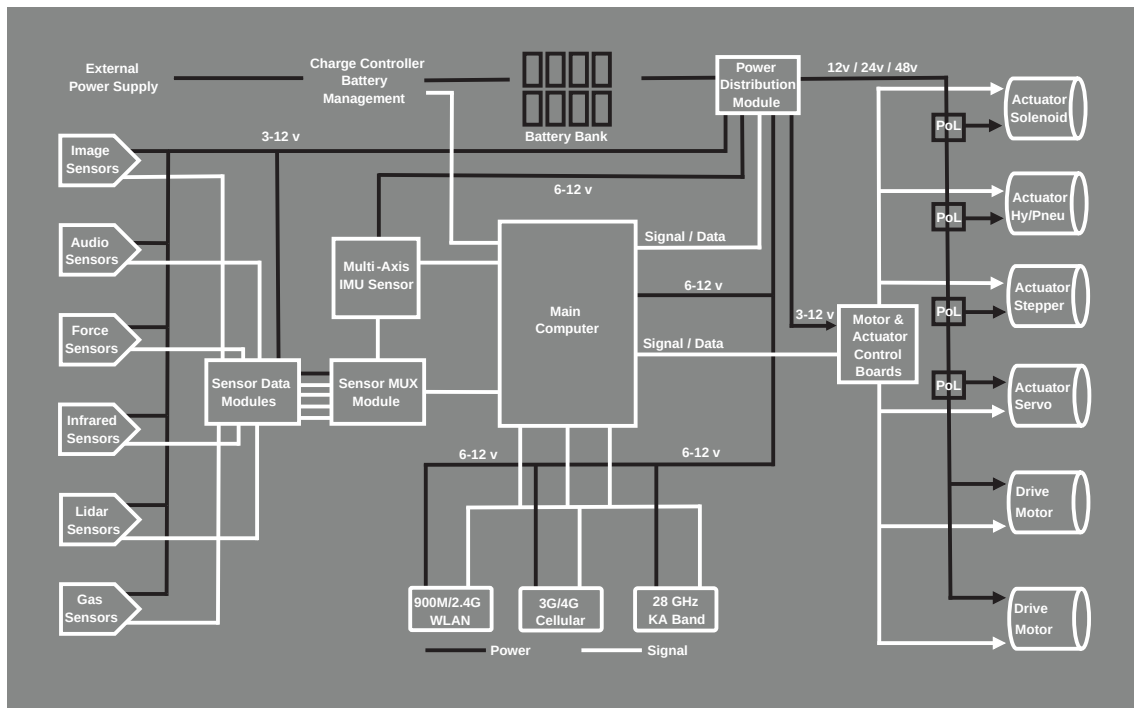 External
Power Supply
Charge Controller
Battery
Management
Battery Bank
Power
Distribution
Module
12v / 24v / 48v
Actuator
Solenoid
PoL
3-12 v
Image
Sensors
6-12 v
Actuator
Hy/Pneu
PoL
Audio
Sensors
Multi-Axis
IMU Sensor
Signal / Data
Main
Computer
6-12 v
Actuator
Stepper
PoL
3-12 v
Motor &
Actuator
Control
Boards
Force
Sensors
Signal / Data
Sensor Data
Modules
Sensor MUX
Module
Actuator
Servo
PoL
Infrared
Sensors
6-12 v
6-12 v
Lidar
Sensors
Drive
Motor
Gas
Sensors
900M/2.4G
WLAN
3G/4G
Cellular
28 GHz
KA Band
Drive
Motor
Power
Signal